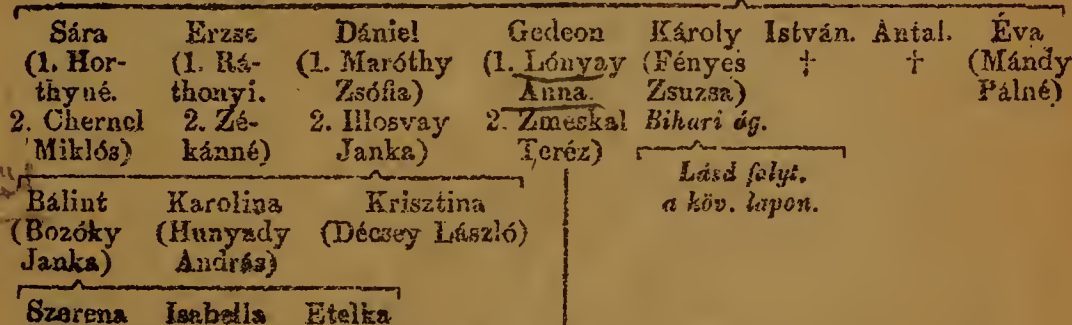 Sára Erzse Dániel Gedeon Károly István. Antal. Éva
(1. Hor- (1. Rá- (1. Maróthy (1. Lónyay (Fényes † † (Mándy
thyné. thonyi. Zsófia) Anna. Zsuzsa) Pálné)
2. Chernel 2. Zé- 2. Illosvay 2. Zmeskal Bihari ág.
Miklós) kánné) Janka) Teréz)
Lásd folyt.
a köv. lapon.
Bálint Karolina Krisztina
(Bozóky (Hunyady (Décsey László)
Janka) András)
Szerena Isabella Etelka